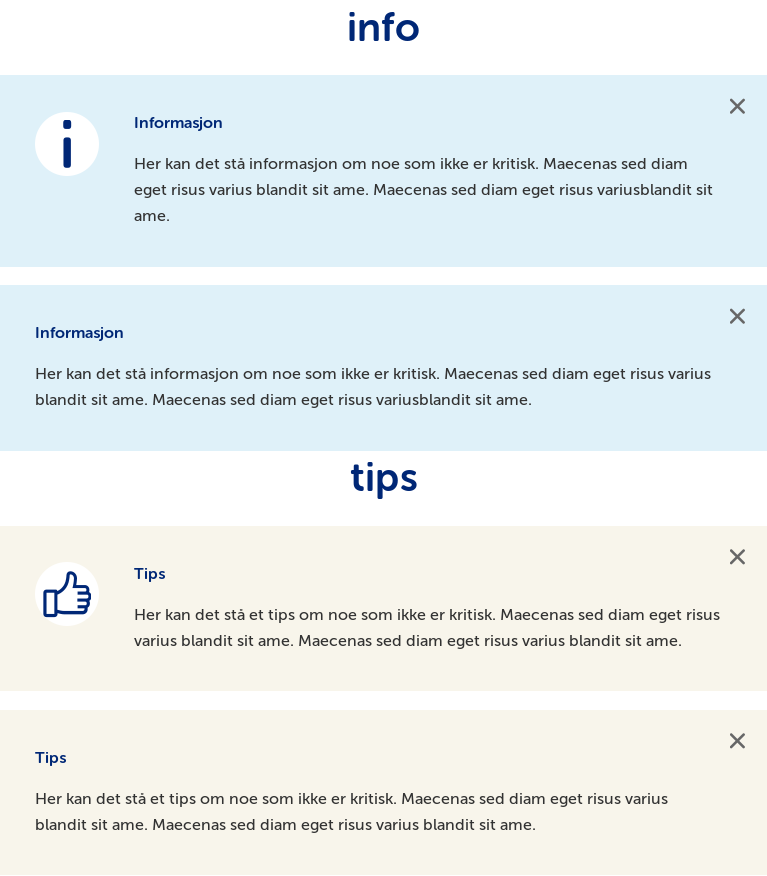 info
Informasjon
Her kan det stå informasjon om noe som ikke er kritisk. Maecenas sed diam
eget risus varius blandit sit ame. Maecenas sed diam eget risus variusblandit sit
ame.
Informasjon
Her kan det stå informasjon om noe som ikke er kritisk. Maecenas sed diam eget risus varius
blandit sit ame. Maecenas sed diam eget risus variusblandit sit ame.
tips
Tips
Her kan det stå et tips om noe som ikke er kritisk. Maecenas sed diam eget risus
varius blandit sit ame. Maecenas sed diam eget risus varius blandit sit ame.
Tips
Her kan det stå et tips om noe som ikke er kritisk. Maecenas sed diam eget risus varius
blandit sit ame. Maecenas sed diam eget risus varius blandit sit ame.